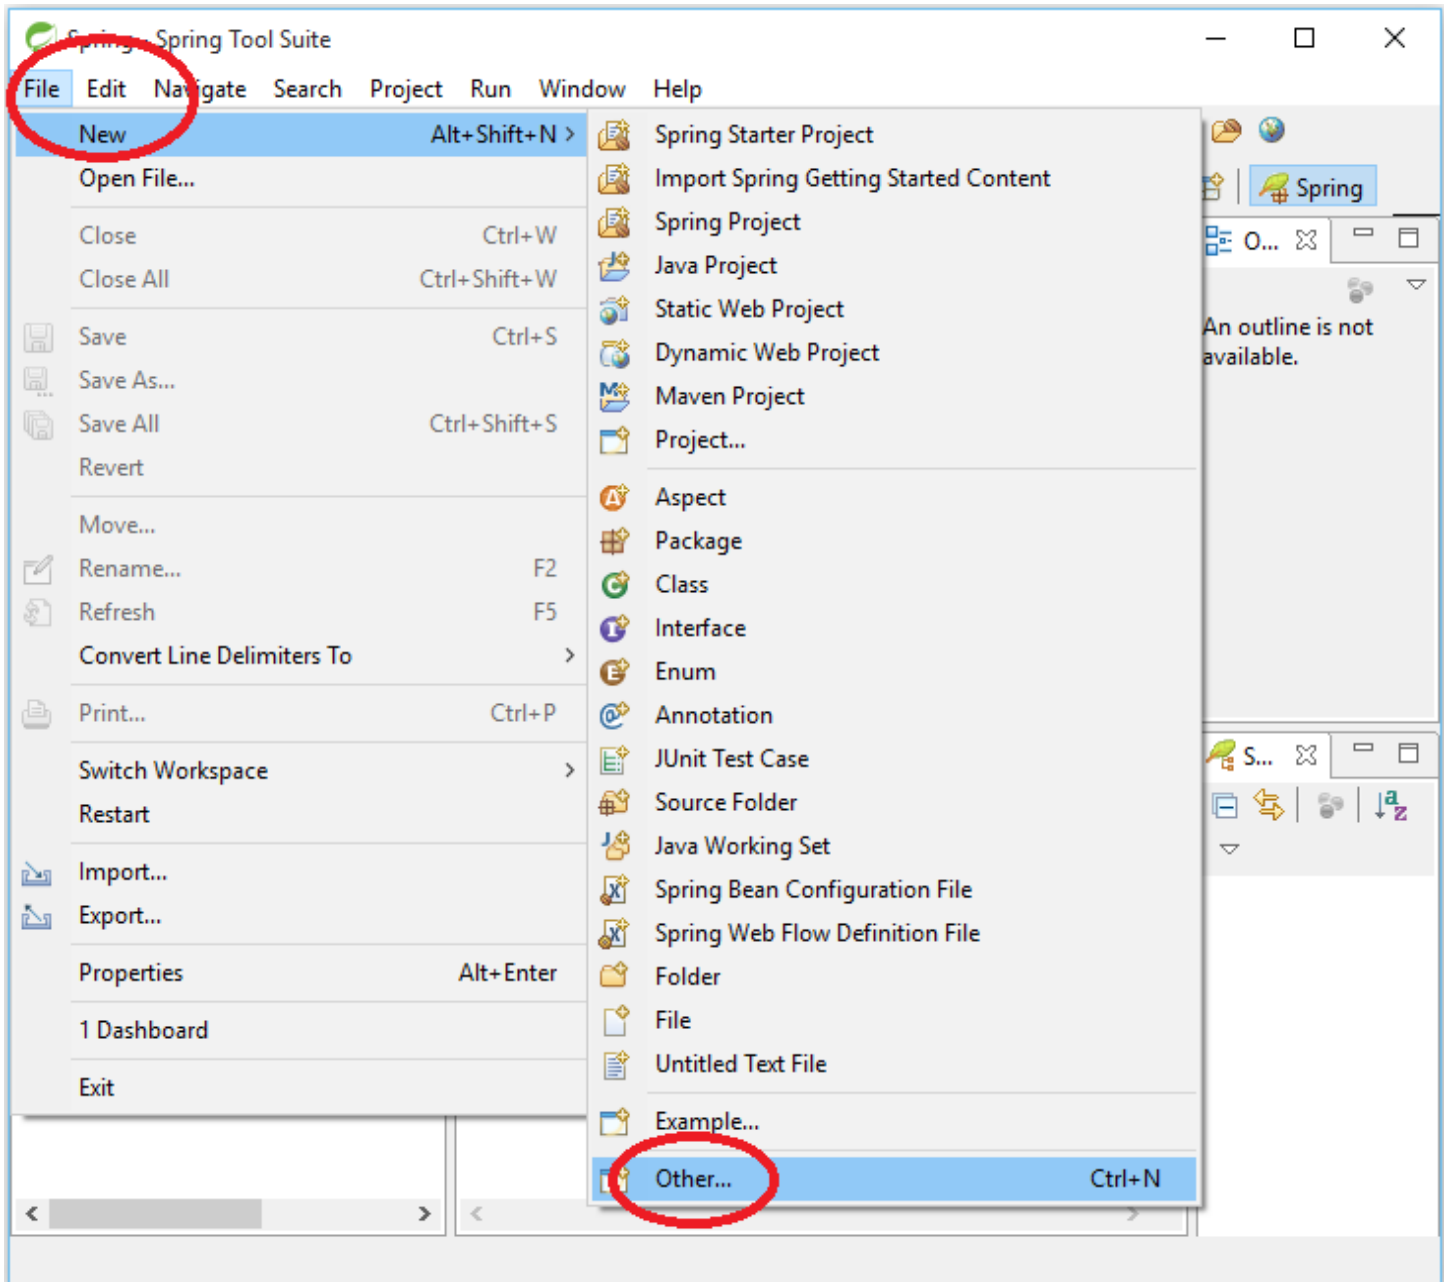 Spring - Spring Tool Suite
File Edit Navigate Search Project Run Window Help
New Alt+Shift+N >
Open File...
Close Ctrl+W
Close All Ctrl+Shift+W
Save Ctrl+S
Save As...
Save All Ctrl+Shift+S
Revert
Move...
Rename... F2
Refresh F5
Convert Line Delimiters To >
Print... Ctrl+P
Switch Workspace >
Restart
Import...
Export...
Properties Alt+Enter
1 Dashboard
Exit
Spring Starter Project
Import Spring Getting Started Content
Spring Project
Java Project
Static Web Project
Dynamic Web Project
Maven Project
Project...
Aspect
Package
Class
Interface
Enum
Annotation
JUnit Test Case
Source Folder
Java Working Set
Spring Bean Configuration File
Spring Web Flow Definition File
Folder
File
Untitled Text File
Example...
Other... Ctrl+N
Spring
O...
An outline is not
available.
S...